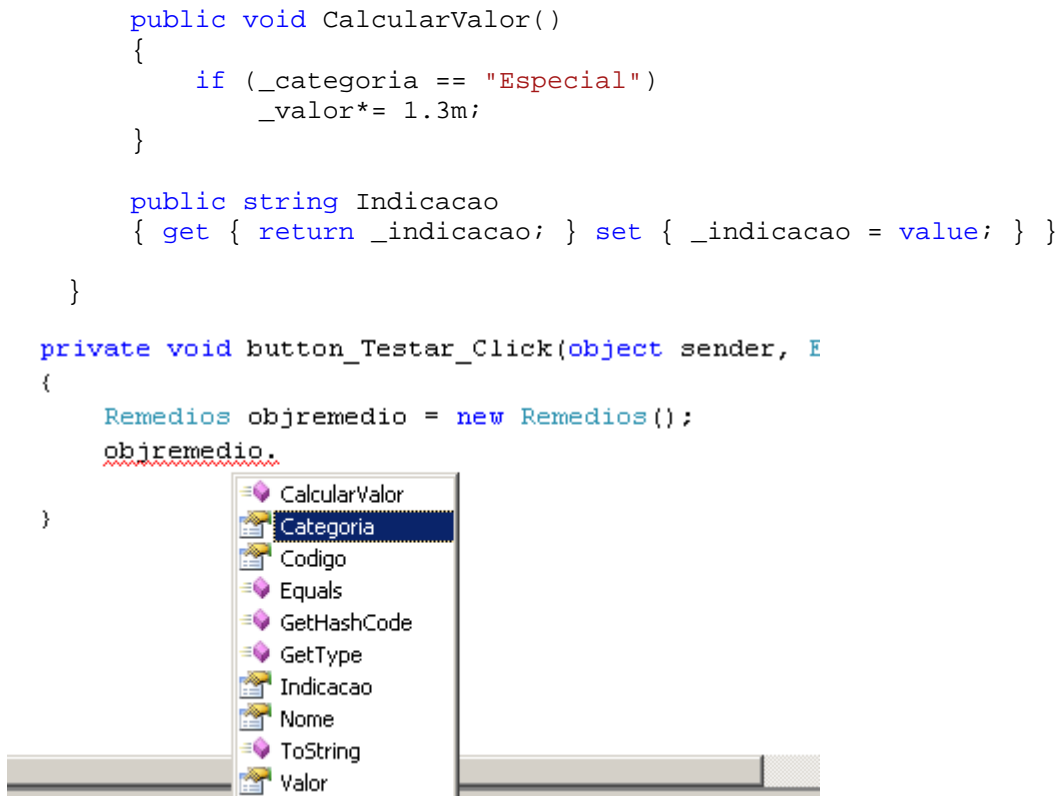 public void CalcularValor()
{
if (_categoria == "Especial")
_valor*= 1.3m;
}
public string Indicacao
{ get { return _indicacao; } set { _indicacao = value; } }
}
private void button_Testar_Click(object sender, E
{
Remedios objremedio = new Remedios();
objremedio.
CalcularValor
}
Categoria
Codigo
Equals
GetHashCode
GetType
Indicacao
Nome
ToString
Valor